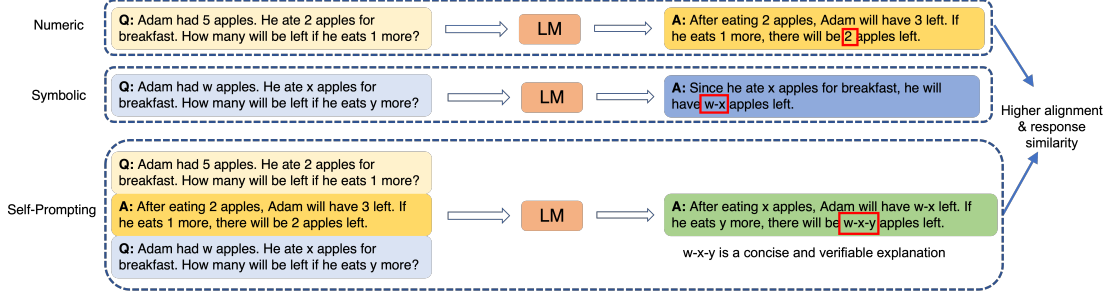 Numeric
Q: Adam had 5 apples. He ate 2 apples for
breakfast. How many will be left if he eats 1 more?
LM
A: After eating 2 apples, Adam will have 3 left. If
he eats 1 more, there will be 2 apples left.
Symbolic
Q: Adam had w apples. He ate x apples for
breakfast. How many will be left if he eats y more?
LM
A: Since he ate x apples for breakfast, he will
have w-x apples left.
Higher alignment
& response
similarity
Self-Prompting
Q: Adam had 5 apples. He ate 2 apples for
breakfast. How many will be left if he eats 1 more?
A: After eating 2 apples, Adam will have 3 left. If
he eats 1 more, there will be 2 apples left.
Q: Adam had w apples. He ate x apples for
breakfast. How many will be left if he eats y more?
LM
A: After eating x apples, Adam will have w-x left. If
he eats y more, there will be w-x-y apples left.
w-x-y is a concise and verifiable explanation